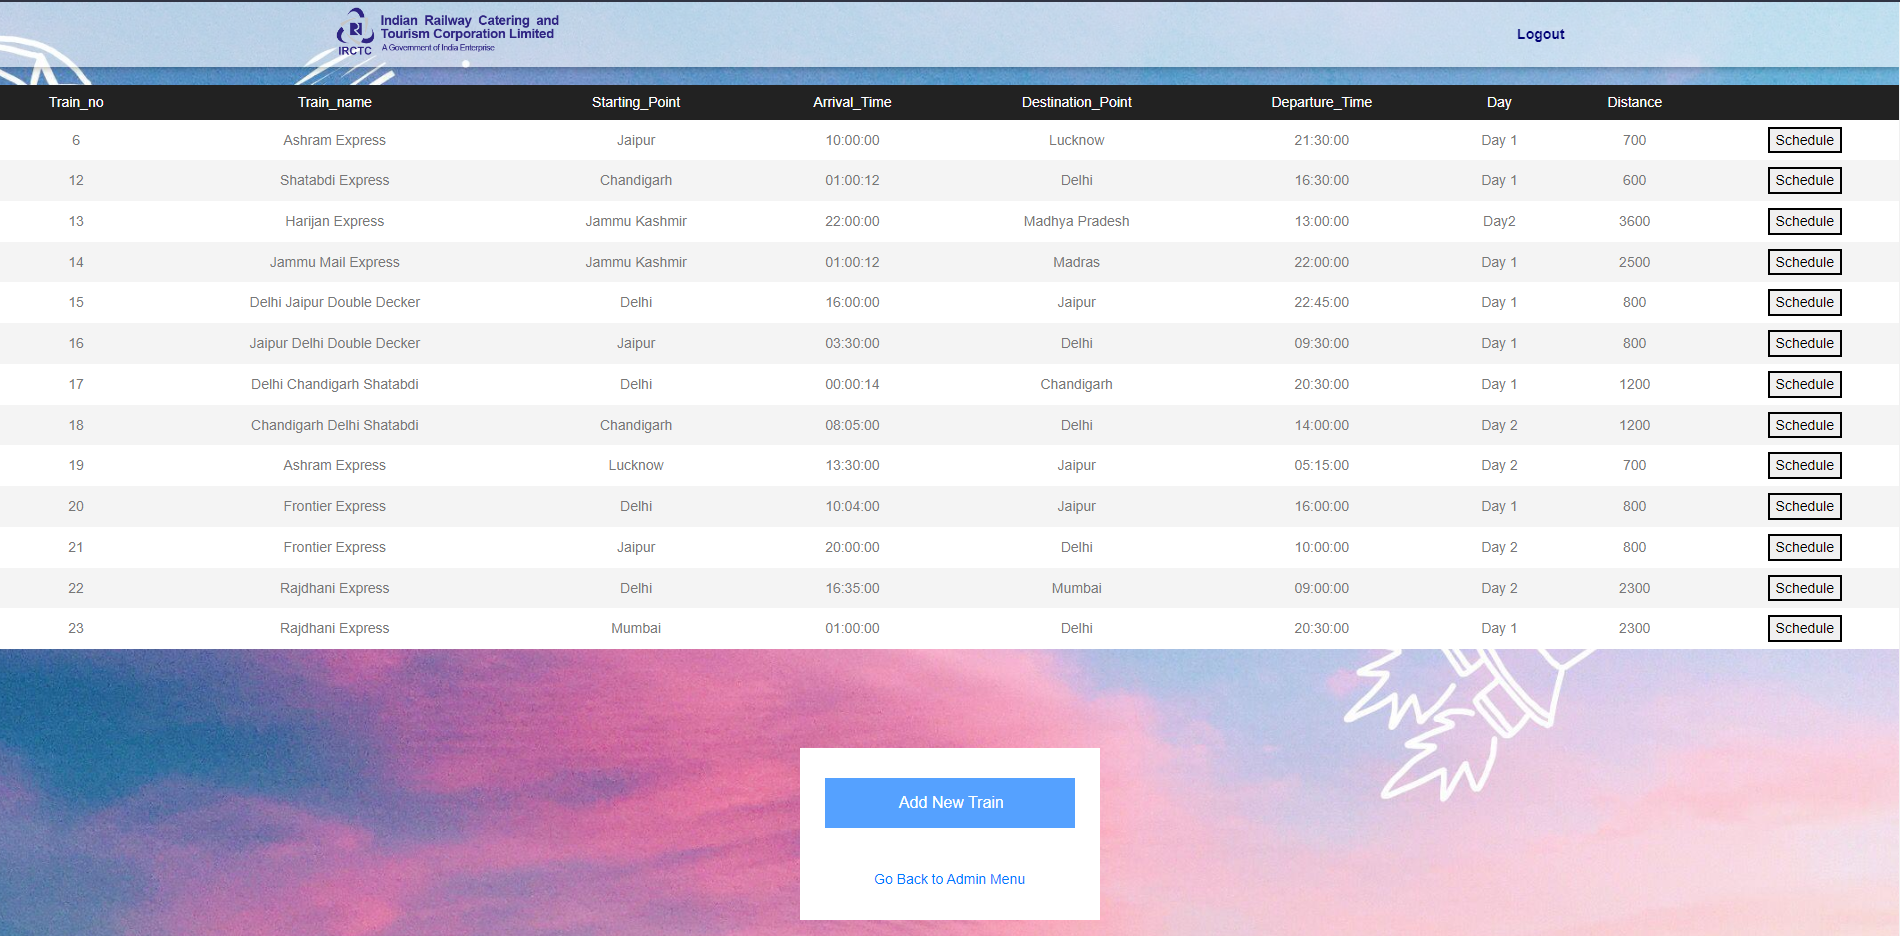 Indian Railway Catering and
Tourism Corporation Limited
IRCTC A Government of India Enterprise
Logout
Train_no Train_name Starting_Point Arrival_Time Destination_Point Departure_Time Day Distance
6 Ashram Express Jaipur 10:00:00 Lucknow 21:30:00 Day 1 700 Schedule
12 Shatabdi Express Chandigarh 01:00:12 Delhi 16:30:00 Day 1 600 Schedule
13 Harijan Express Jammu Kashmir 22:00:00 Madhya Pradesh 13:00:00 Day2 3600 Schedule
14 Jammu Mail Express Jammu Kashmir 01:00:12 Madras 22:00:00 Day 1 2500 Schedule
15 Delhi Jaipur Double Decker Delhi 16:00:00 Jaipur 22:45:00 Day 1 800 Schedule
16 Jaipur Delhi Double Decker Jaipur 03:30:00 Delhi 09:30:00 Day 1 800 Schedule
17 Delhi Chandigarh Shatabdi Delhi 00:00:14 Chandigarh 20:30:00 Day 1 1200 Schedule
18 Chandigarh Delhi Shatabdi Chandigarh 08:05:00 Delhi 14:00:00 Day 2 1200 Schedule
19 Ashram Express Lucknow 13:30:00 Jaipur 05:15:00 Day 2 700 Schedule
20 Frontier Express Delhi 10:04:00 Jaipur 16:00:00 Day 1 800 Schedule
21 Frontier Express Jaipur 20:00:00 Delhi 10:00:00 Day 2 800 Schedule
22 Rajdhani Express Delhi 16:35:00 Mumbai 09:00:00 Day 2 2300 Schedule
23 Rajdhani Express Mumbai 01:00:00 Delhi 20:30:00 Day 1 2300 Schedule
Add New Train
Go Back to Admin Menu